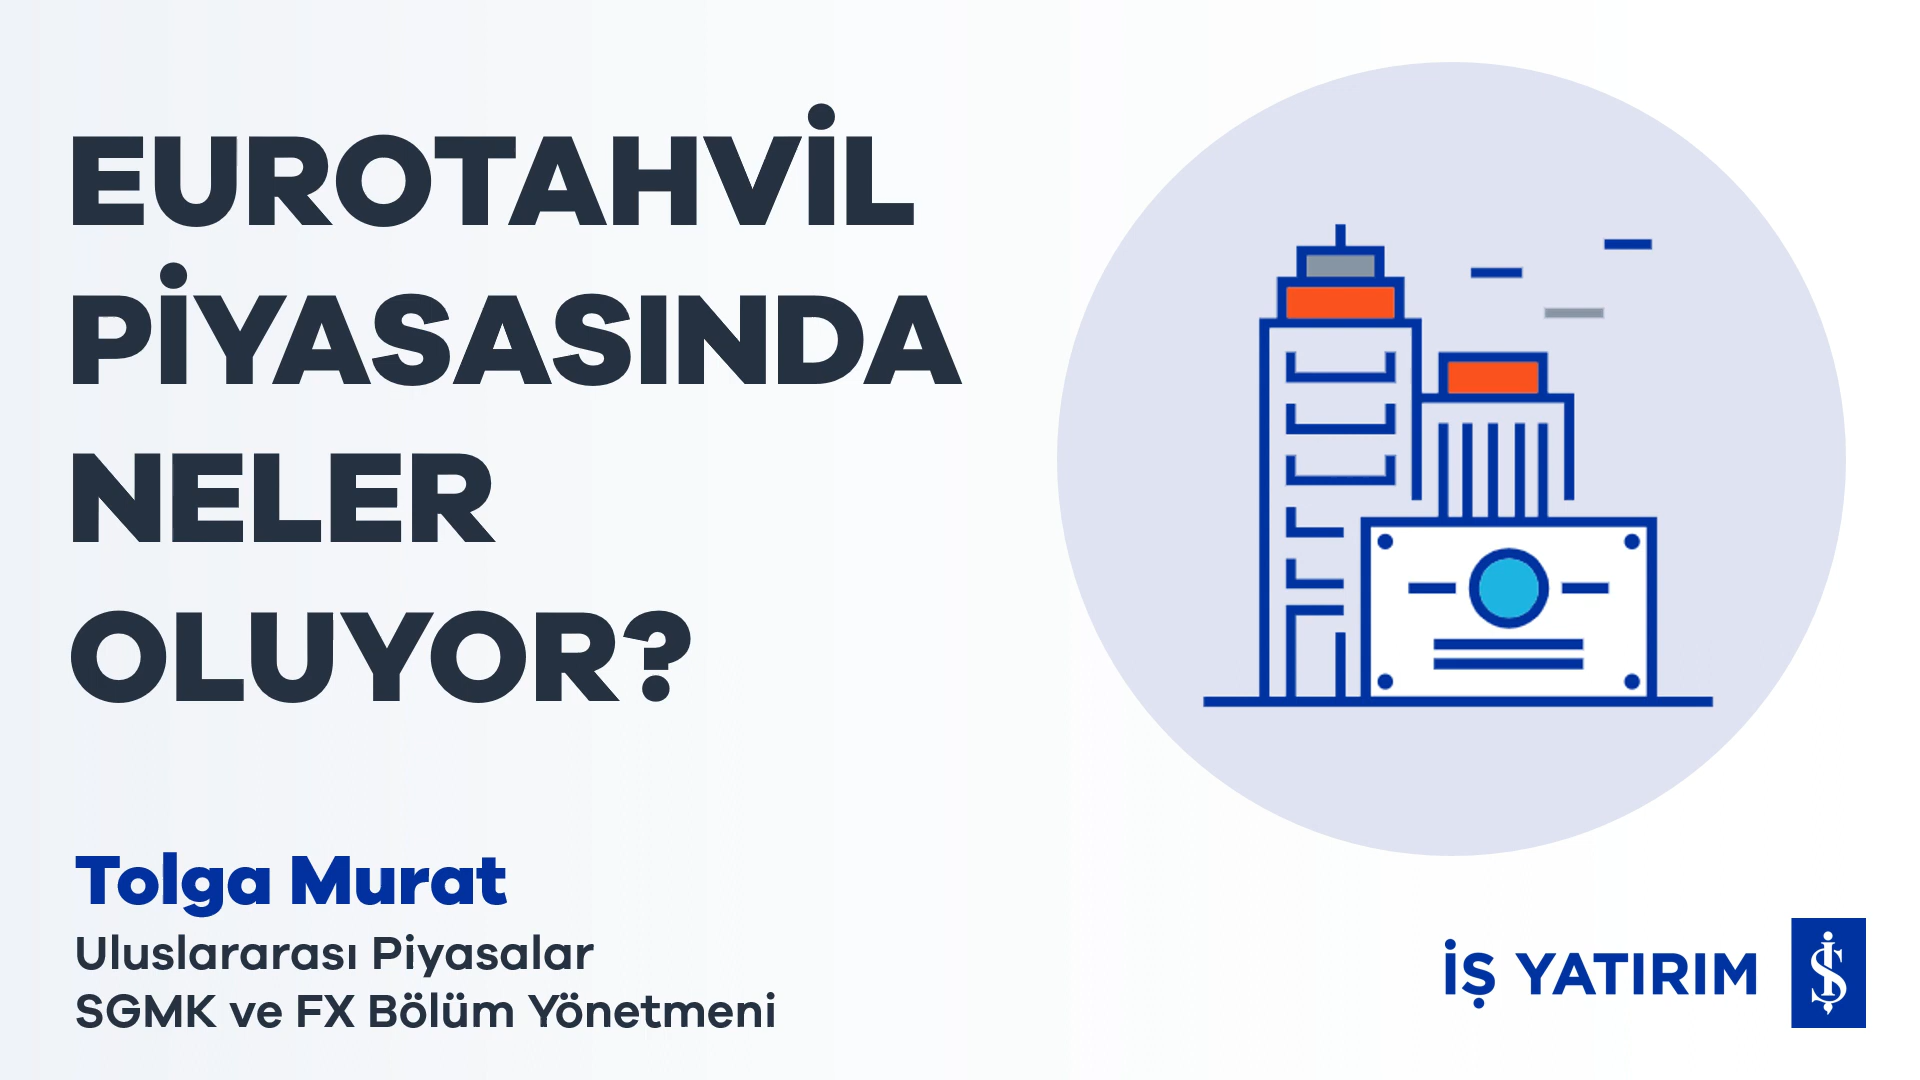 EUROTAHVİL
PİYASASINDA
NELER
OLUYOR?
Tolga Murat
Uluslararası Piyasalar
SGMK ve FX Bölüm Yönetmeni
İŞ YATIRIM